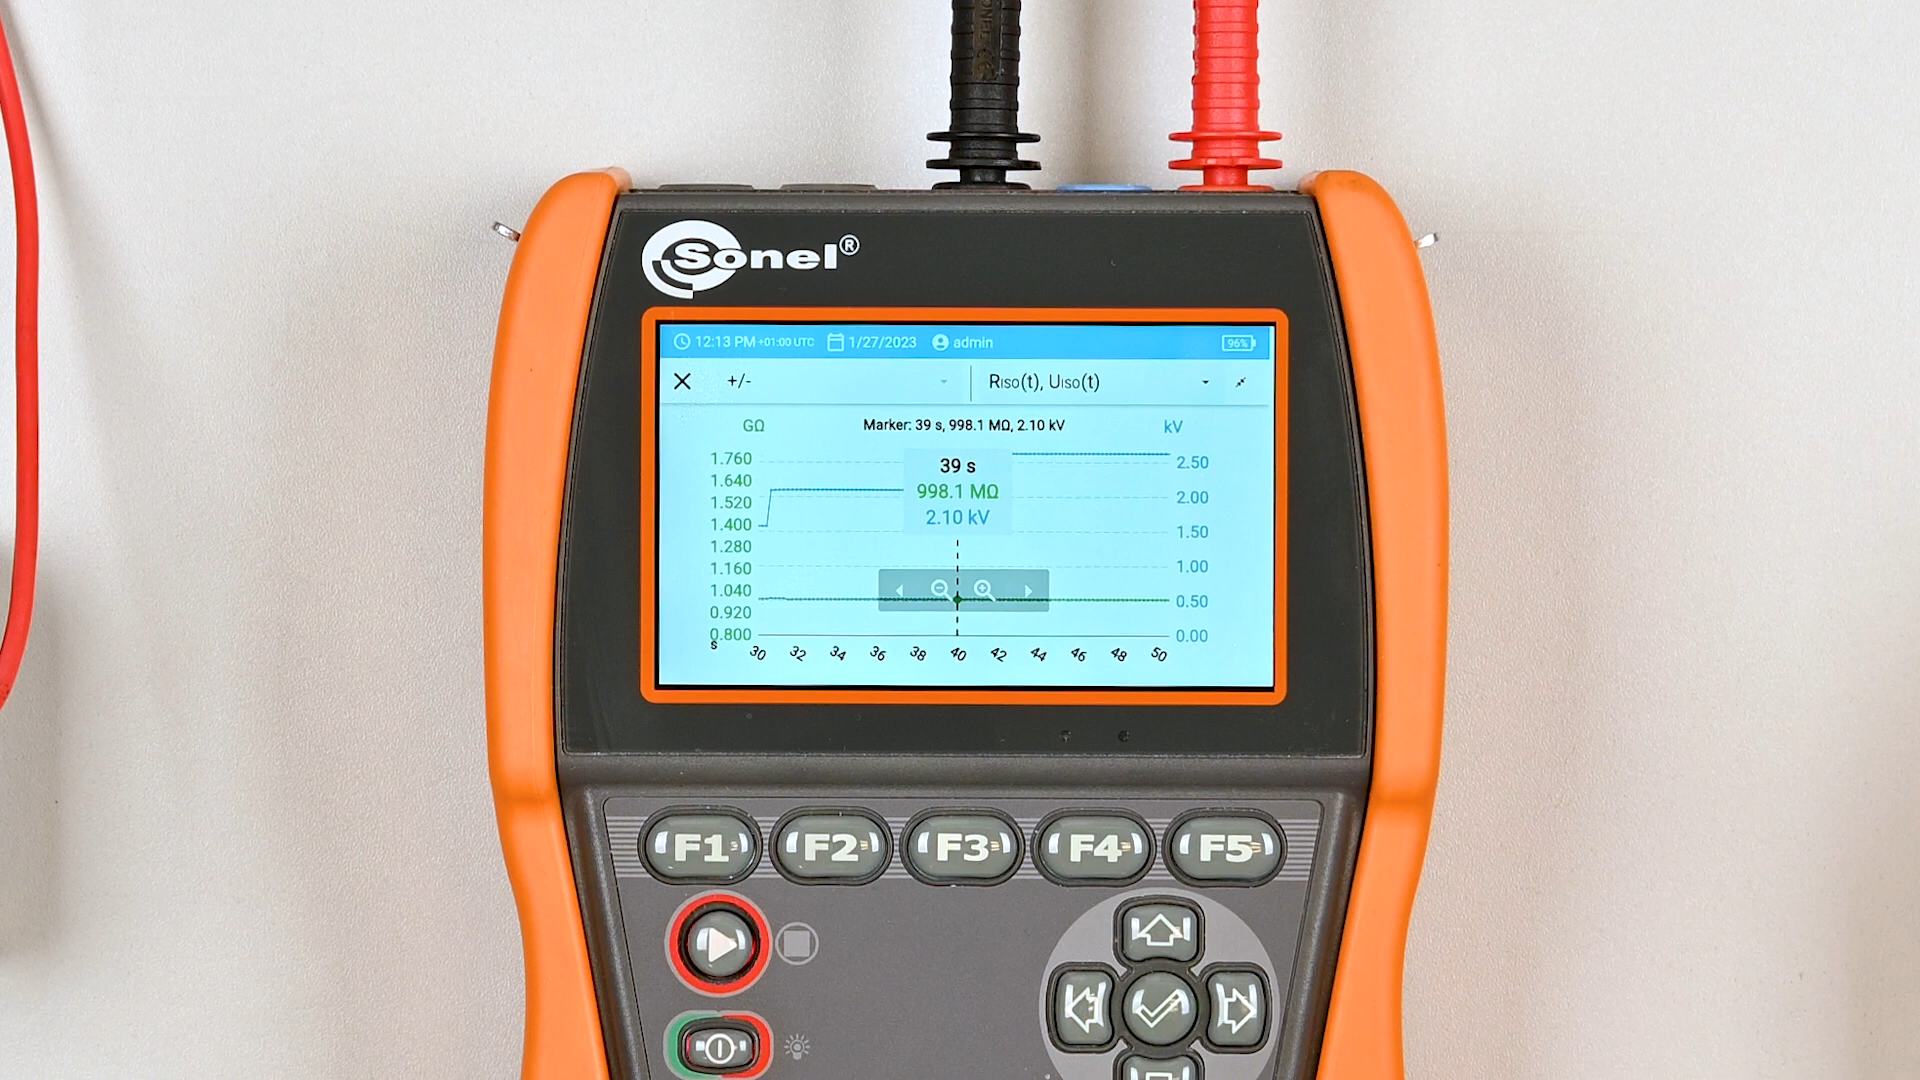 Sonel®
12:13 PM +01:00 UTC 1/27/2023 admin 96%
+/- RISO(t), UISO(t)
GΩ Marker: 39 s, 998.1 MΩ, 2.10 kV kV
1.760
1.640
1.520
1.400
1.280
1.160
1.040
0.920
0.800
s
39 s
998.1 MΩ
2.10 kV
2.50
2.00
1.50
1.00
0.50
0.00
30 32 34 36 38 40 42 44 46 48 50
F1 F2 F3 F4 F5